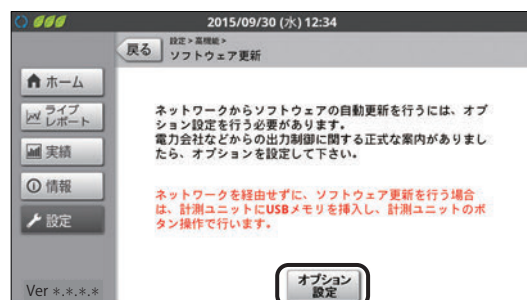 2015/09/30 (水) 12:34
戻る
設定 > 高機能 >
ソフトウェア更新
ホーム
ライブ
レポート
実績
情報
設定
Ver *.*.*.*
ネットワークからソフトウェアの自動更新を行うには、オプ
ション設定を行う必要があります。
電力会社などからの出力制御に関する正式な案内がありまし
たら、オプションを設定して下さい。
ネットワークを経由せずに、ソフトウェア更新を行う場合
は、計測ユニットにUSBメモリを挿入し、計測ユニットのボ
タン操作で行います。
オプション
設定